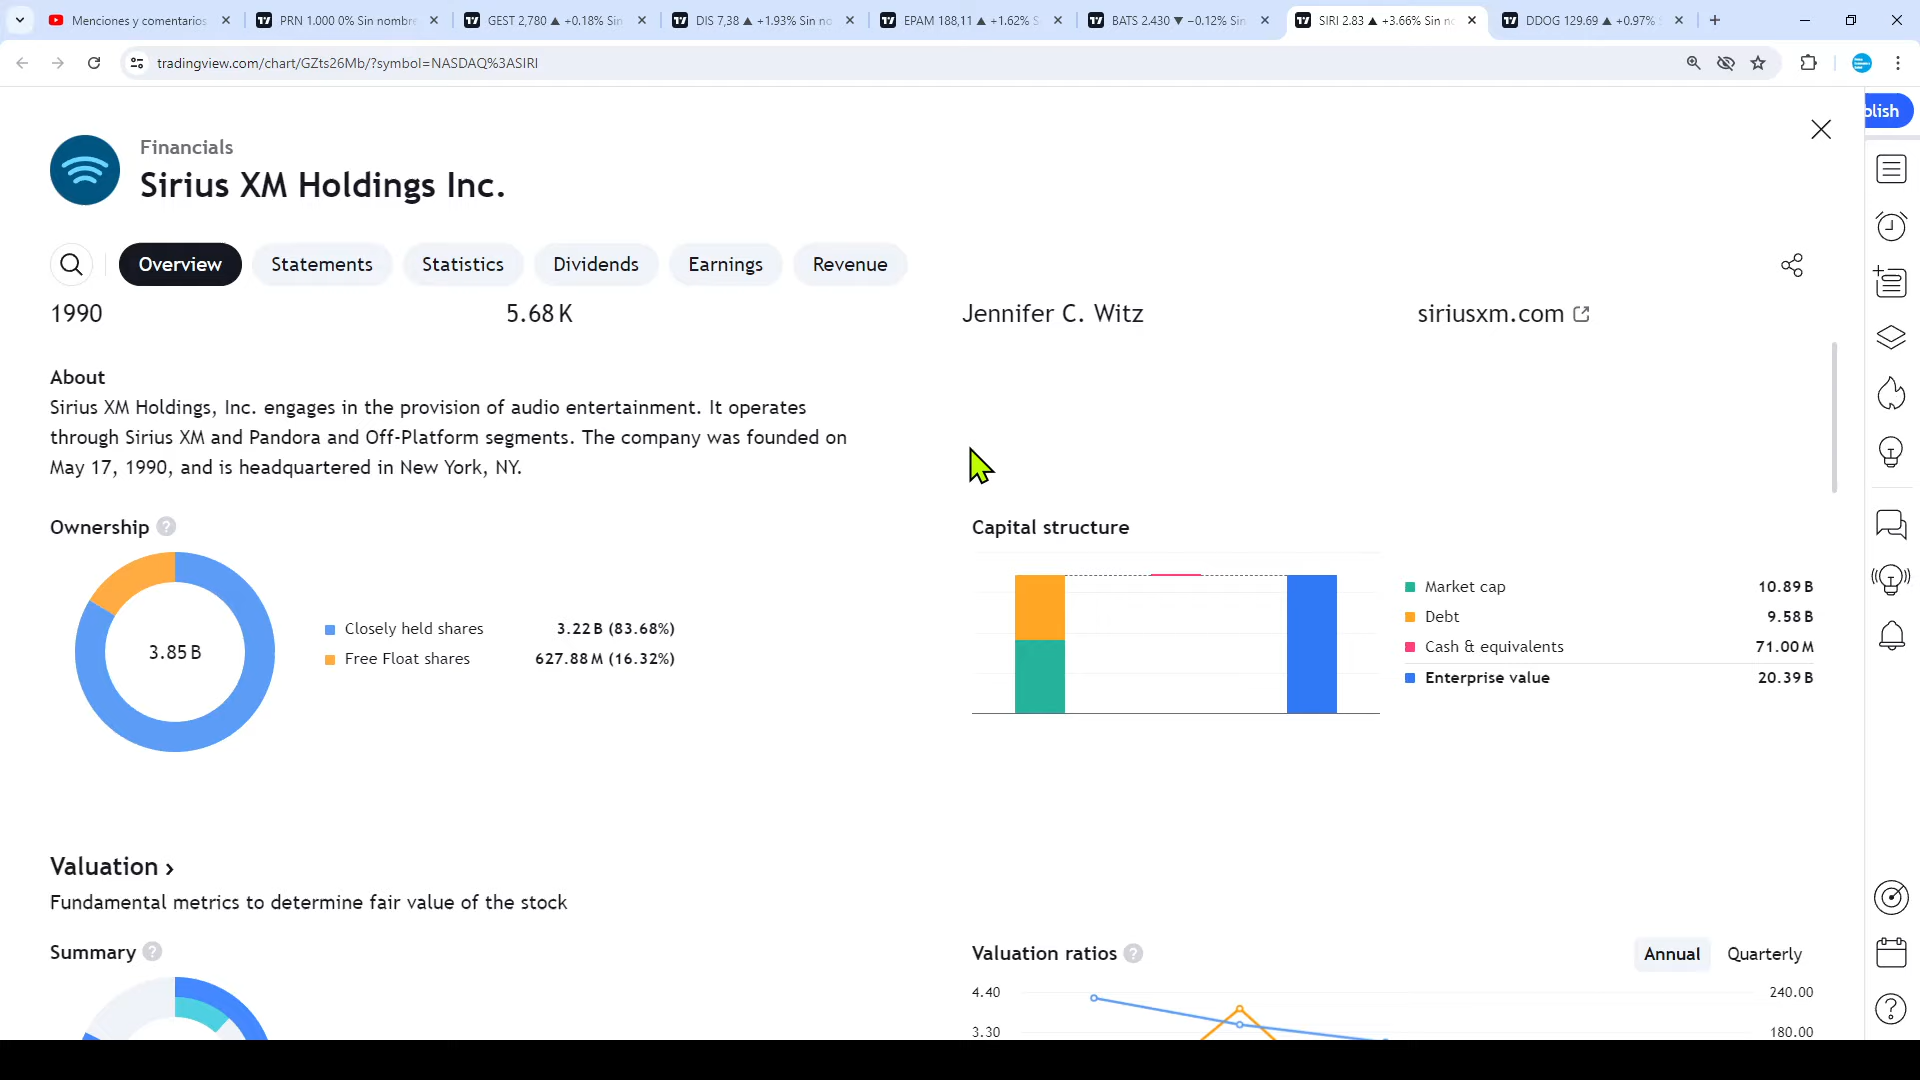 Menciones y comentarios
PRN 1.000 0% Sin nombre
GEST 2,780 ▲ +0.18% Sin
DIS 7,38 ▲ +1.93% Sin no
EPAM 188,11 ▲ +1.62% S
BATS 2.430 ▼ −0.12% Sin
SIRI 2.83 ▲ +3.66% Sin no
DDOG 129.69 ▲ +0.97% S
tradingview.com/chart/GZts26Mb/?symbol=NASDAQ%3ASIRI
blish
Financials
Sirius XM Holdings Inc.
Overview
Statements
Statistics
Dividends
Earnings
Revenue
1990
5.68 K
Jennifer C. Witz
siriusxm.com
About
Sirius XM Holdings, Inc. engages in the provision of audio entertainment. It operates
through Sirius XM and Pandora and Off-Platform segments. The company was founded on
May 17, 1990, and is headquartered in New York, NY.
Ownership ?
3.85 B
Closely held shares 3.22 B (83.68%)
Free Float shares 627.88 M (16.32%)
Capital structure
Market cap 10.89 B
Debt 9.58 B
Cash & equivalents 71.00 M
Enterprise value 20.39 B
Valuation ›
Fundamental metrics to determine fair value of the stock
Summary ?
Valuation ratios ?
Annual
Quarterly
4.40
240.00
3.30
180.00